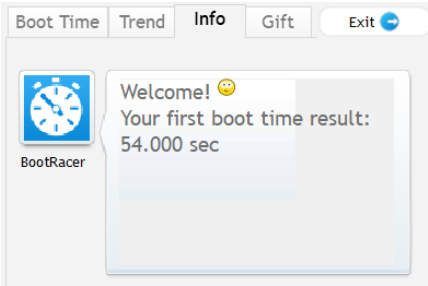 Boot Time Trend Info Gift Exit
Welcome!
Your first boot time result:
54.000 sec
BootRacer